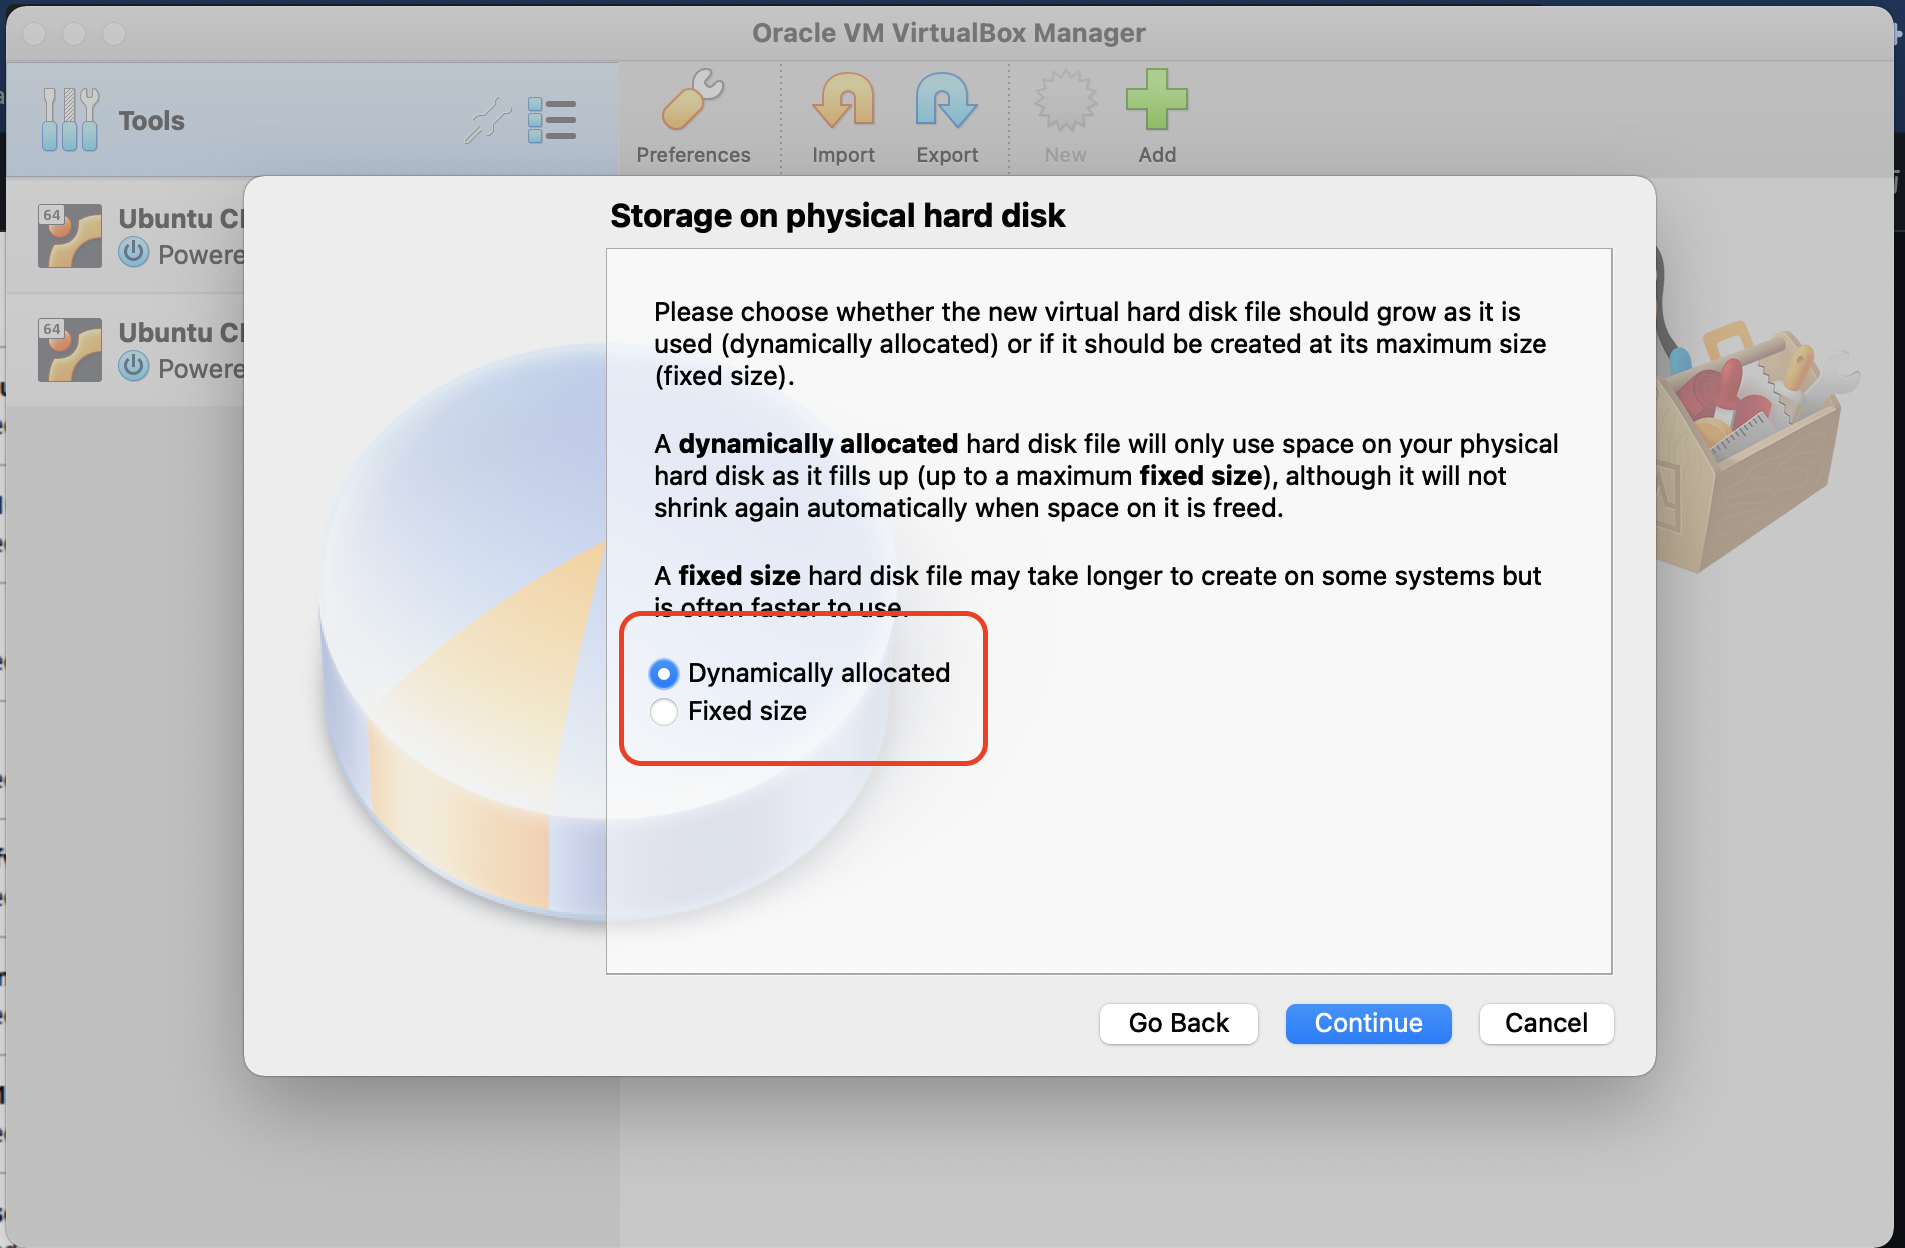 Oracle VM VirtualBox Manager
Tools
Preferences
Import
Export
New
Add
64
Ubuntu
64
Ubuntu
Storage on physical hard disk
Please choose whether the new virtual hard disk file should grow as it is
used (dynamically allocated) or if it should be created at its maximum size
(fixed size).
A dynamically allocated hard disk file will only use space on your physical
hard disk as it fills up (up to a maximum fixed size), although it will not
shrink again automatically when space on it is freed.
A fixed size hard disk file may take longer to create on some systems but
is often faster to use.
Dynamically allocated
Fixed size
Go Back
Continue
Cancel